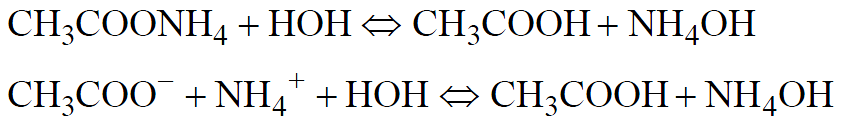 CH₃COONH₄ + HOH ⇔ CH₃COOH + NH₄OH
CH₃COO⁻ + NH₄⁺ + HOH ⇔ CH₃COOH + NH₄OH